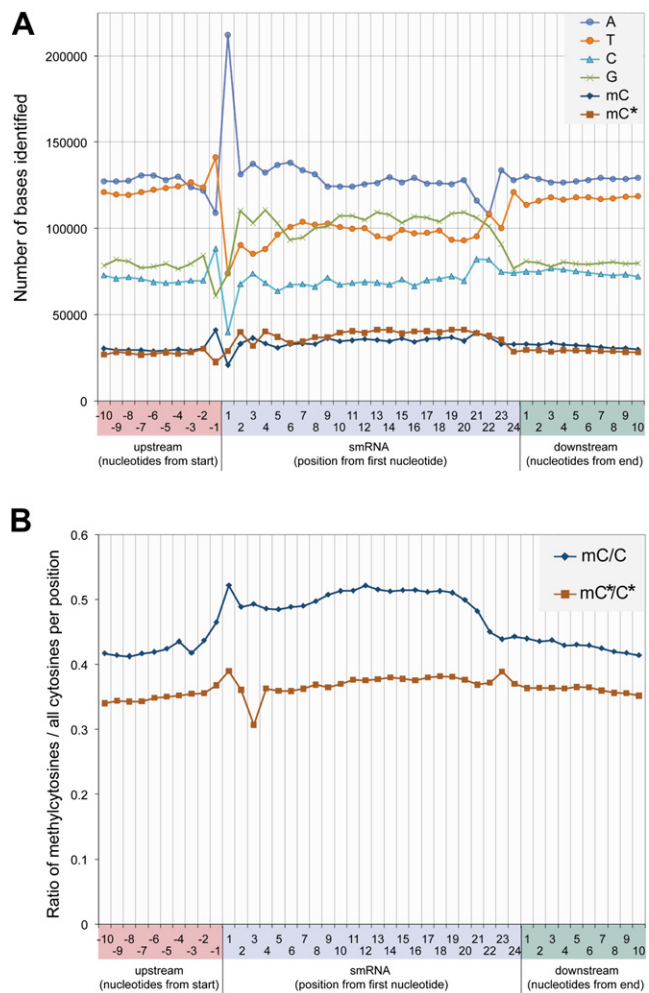 A
Number of bases identified
200000
150000
100000
50000
0
A
T
C
G
mC
mC*
-10 -8 -6 -4 -2 1 3 5 7 9 11 13 15 17 19 21 23 1 3 5 7 9
-9 -7 -5 -3 -1 2 4 6 8 10 12 14 16 18 20 22 24 2 4 6 8 10
upstream smRNA downstream
(nucleotides from start) (position from first nucleotide) (nucleotides from end)
B
Ratio of methylcytosines / all cytosines per position
0.6
0.5
0.4
0.3
0.2
0.1
0
mC/C
mC*/C*
-10 -8 -6 -4 -2 1 3 5 7 9 11 13 15 17 19 21 23 1 3 5 7 9
-9 -7 -5 -3 -1 2 4 6 8 10 12 14 16 18 20 22 24 2 4 6 8 10
upstream smRNA downstream
(nucleotides from start) (position from first nucleotide) (nucleotides from end)